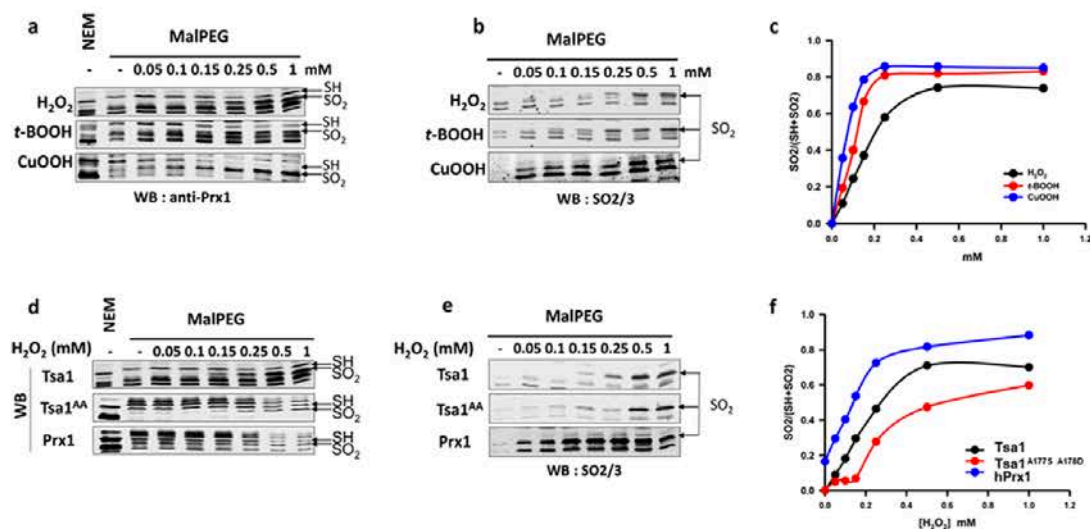 a
NEM
MalPEG
- - 0.05 0.1 0.15 0.25 0.5 1 mM
H₂O₂
SH
SO₂
t-BOOH
SH
SO₂
CuOOH
SH
SO₂
WB : anti-Prx1
b
MalPEG
- 0.05 0.1 0.15 0.25 0.5 1 mM
H₂O₂
t-BOOH
SO₂
CuOOH
WB : SO2/3
c
SO2/(SH+SO2)
1.0
0.8
0.6
0.4
0.2
0.0
H₂O₂
t-BOOH
CuOOH
0.0 0.2 0.4 0.6 0.8 1.0 1.2
mM
d
NEM
MalPEG
H₂O₂ (mM) - - 0.05 0.1 0.15 0.25 0.5 1
WB
Tsa1
SH
SO₂
Tsa1ᴬᴬ
SH
SO₂
Prx1
SH
SO₂
e
MalPEG
H₂O₂ (mM) - 0.05 0.1 0.15 0.25 0.5 1
Tsa1
Tsa1ᴬᴬ
SO₂
Prx1
WB : SO2/3
f
SO2/(SH+SO2)
1.0
0.8
0.6
0.4
0.2
0.0
Tsa1
Tsa1^A177S A178D
hPrx1
0.0 0.2 0.4 0.6 0.8 1.0 1.2
[H₂O₂] mM